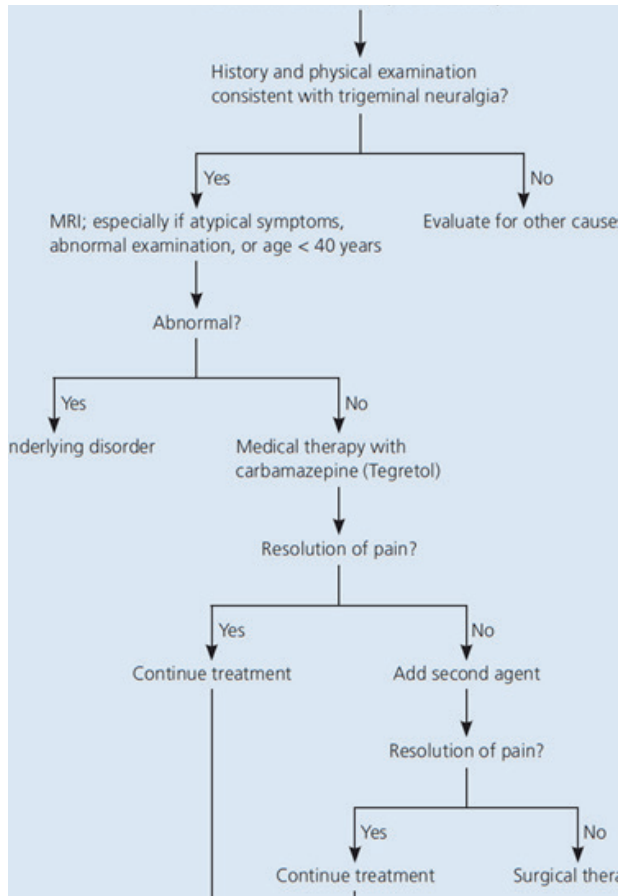 History and physical examination
consistent with trigeminal neuralgia?
Yes
No
MRI; especially if atypical symptoms,
abnormal examination, or age < 40 years
Evaluate for other causes
Abnormal?
Yes
No
nderlying disorder
Medical therapy with
carbamazepine (Tegretol)
Resolution of pain?
Yes
No
Continue treatment
Add second agent
Resolution of pain?
Yes
No
Continue treatment
Surgical thera